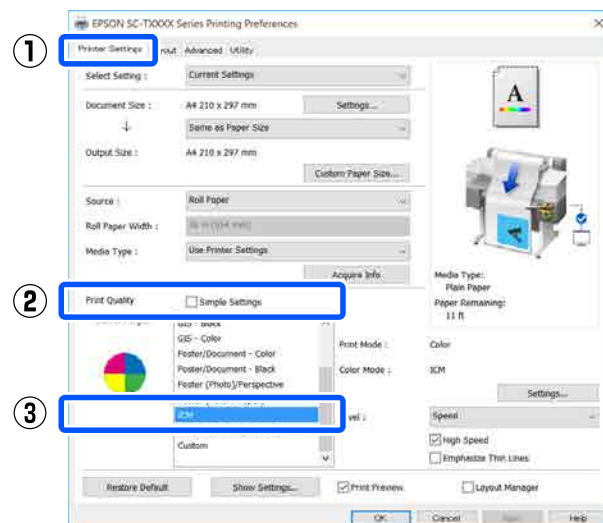 EPSON SC-TXXXX Series Printing Preferences
1
Printer Settings out Advanced Utility
Select Setting : Current Settings
Document Size : A4 210 x 297 mm Settings...
Same as Paper Size
Output Size : A4 210 x 297 mm
Custom Paper Size...
Source : Roll Paper
Roll Paper Width :
Media Type : Use Printer Settings
Acquire Info
A
Media Type:
Plain Paper
Paper Remaining:
11 ft
2
Print Quality Simple Settings
GIS - Color
Poster/Document - Color
Poster/Document - Black
Poster (Photo)/Perspective
3
ICM
Custom
Print Mode : Color
Color Mode : ICM
Settings...
vel : Speed
High Speed
Emphasize Thin Lines
Restore Default Show Settings... Print Preview Layout Manager
OK Cancel Help